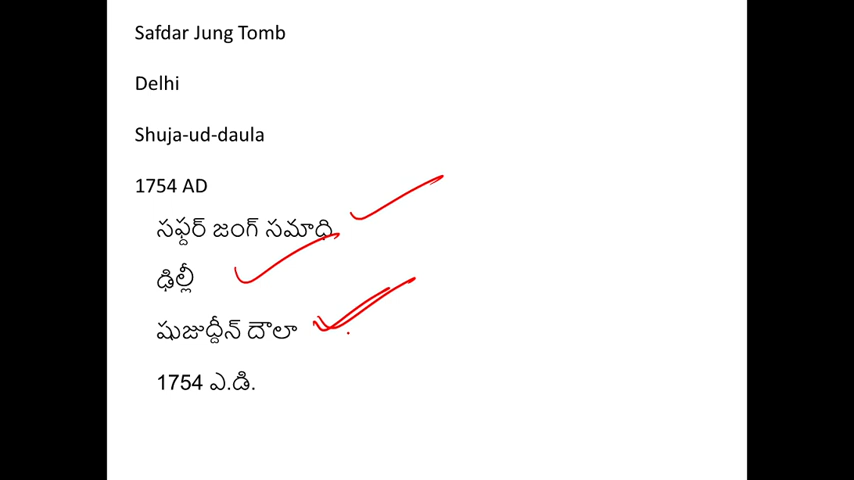 Safdar Jung Tomb
Delhi
Shuja-ud-daula
1754 AD
సఫ్దర్ జంగ్ సమాధి
ఢిల్లీ
షుజుద్దీన్ దౌలా
1754 ఎ.డి.